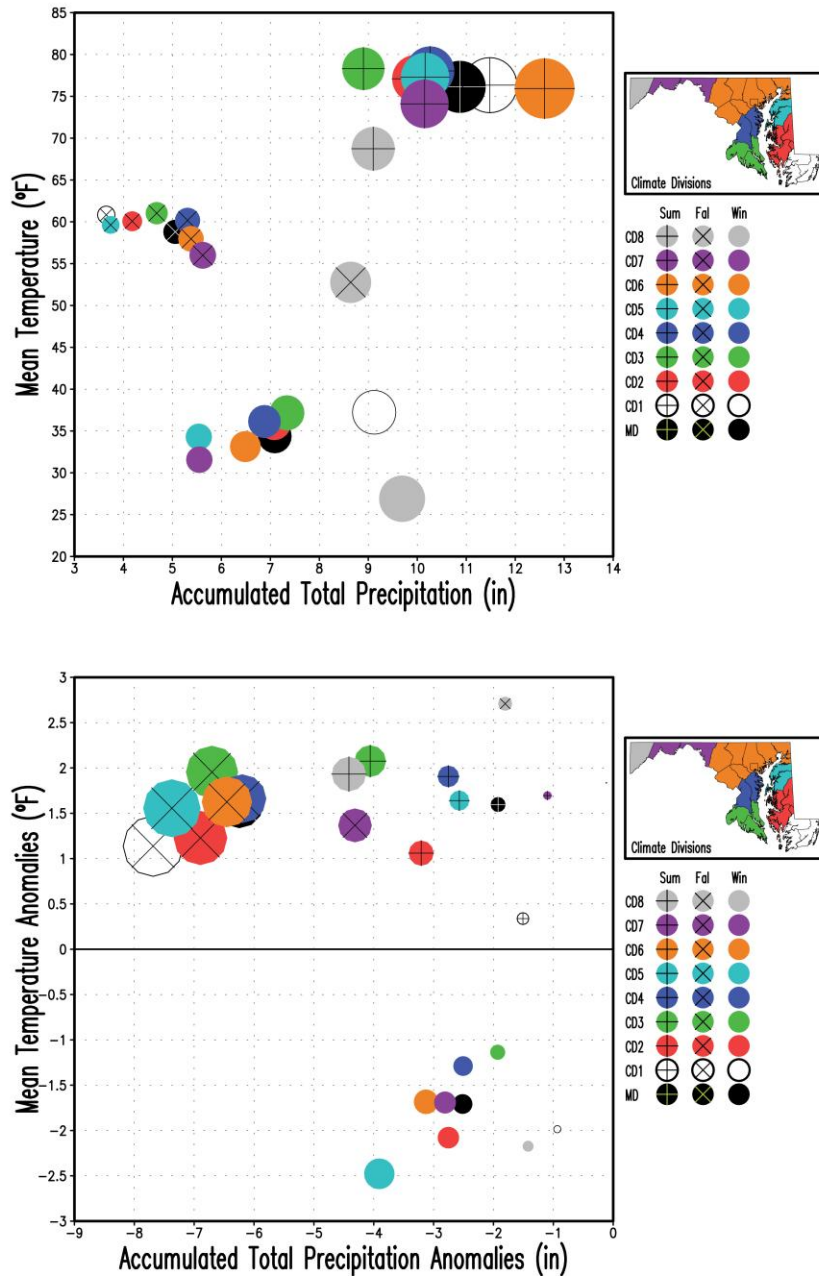 85
80
75
70
65
60
55
50
45
40
35
30
25
20
Mean Temperature (ºF)
3 4 5 6 7 8 9 10 11 12 13 14
Accumulated Total Precipitation (in)
Climate Divisions
Sum Fal Win
CD8
CD7
CD6
CD5
CD4
CD3
CD2
CD1
MD
3
2.5
2
1.5
1
0.5
0
-0.5
-1
-1.5
-2
-2.5
-3
Mean Temperature Anomalies (ºF)
-9 -8 -7 -6 -5 -4 -3 -2 -1 0
Accumulated Total Precipitation Anomalies (in)
Climate Divisions
Sum Fal Win
CD8
CD7
CD6
CD5
CD4
CD3
CD2
CD1
MD